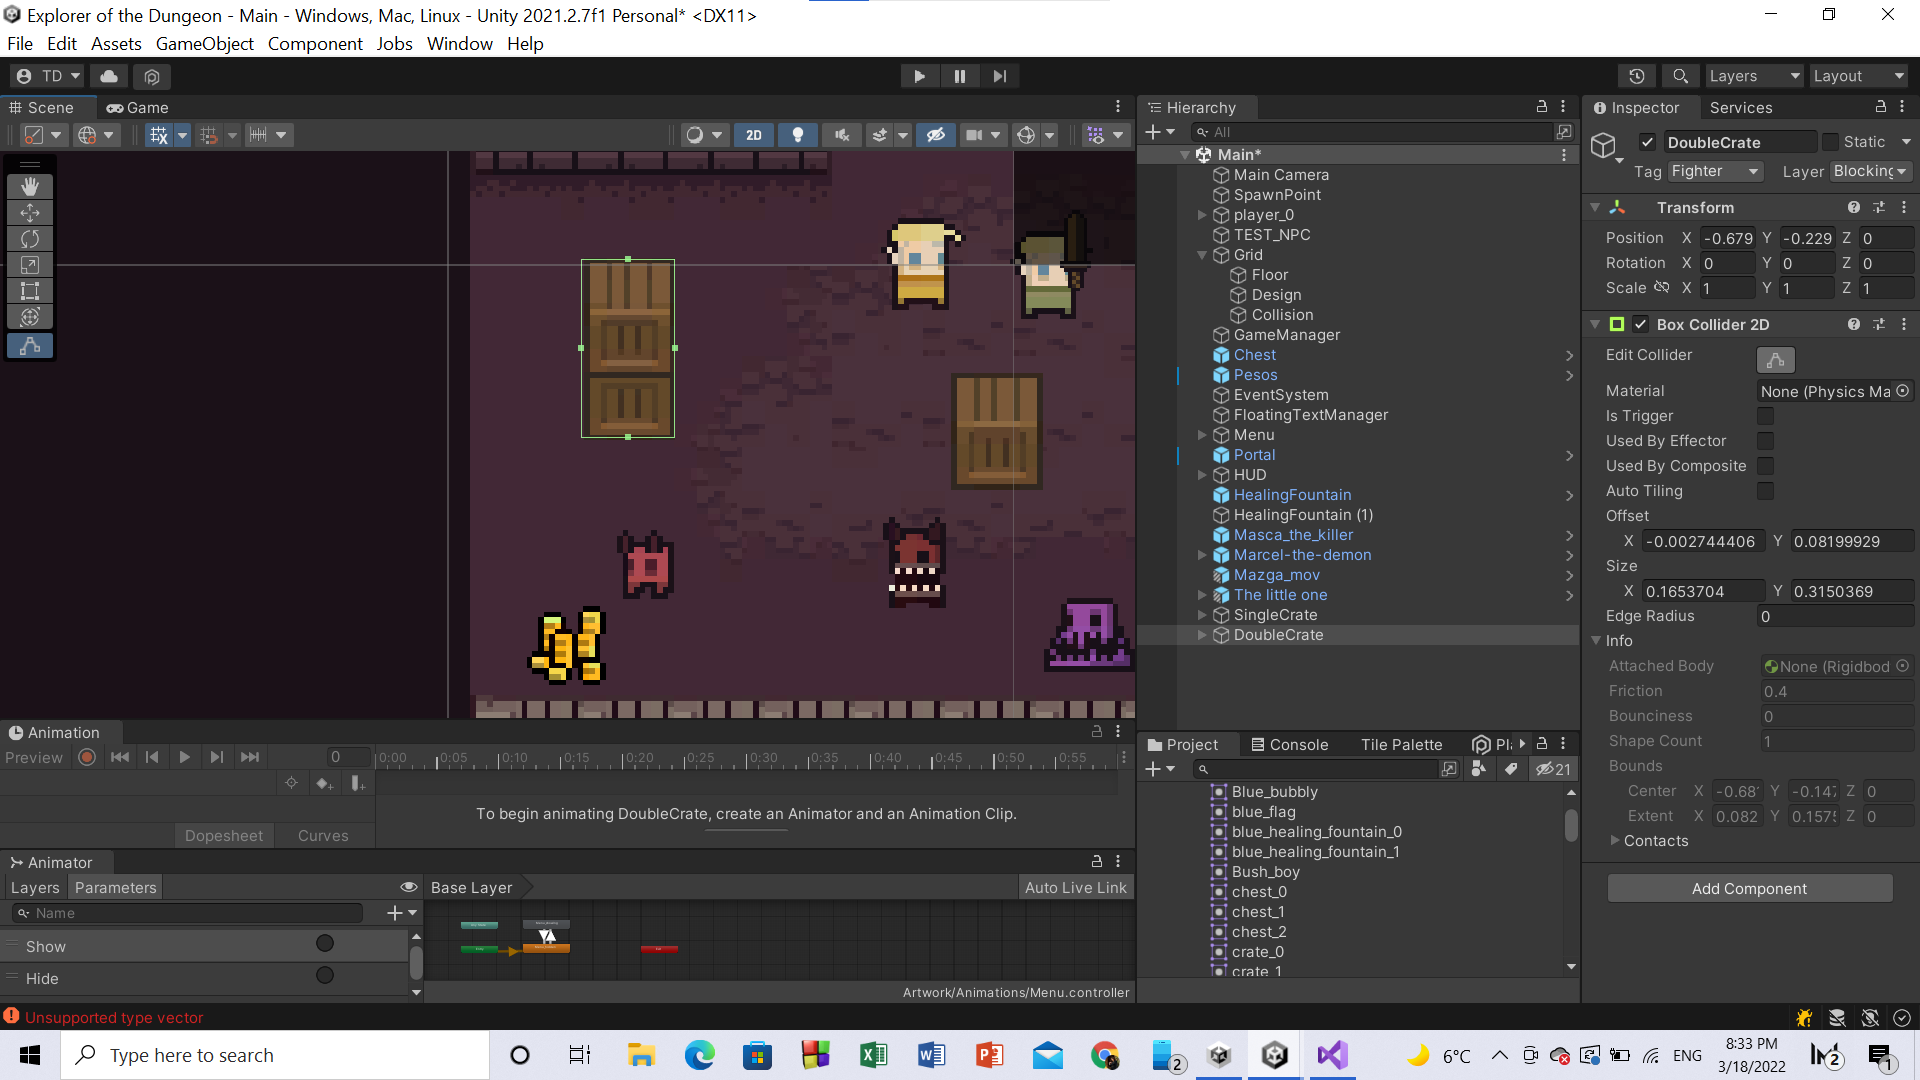 Explorer of the Dungeon - Main - Windows, Mac, Linux - Unity 2021.2.7f1 Personal* <DX11>
File Edit Assets GameObject Component Jobs Window Help
TD
Layers
Layout
Scene
Game
2D
Hierarchy
All
Main*
Main Camera
SpawnPoint
player_0
TEST_NPC
Grid
Floor
Design
Collision
GameManager
Chest
Pesos
EventSystem
FloatingTextManager
Menu
Portal
HUD
HealingFountain
HealingFountain (1)
Masca_the_killer
Marcel-the-demon
Mazga_mov
The little one
SingleCrate
DoubleCrate
Inspector
Services
DoubleCrate
Static
Tag Fighter Layer Blocking
Transform
Position X -0.679 Y -0.229 Z 0
Rotation X 0 Y 0 Z 0
Scale X 1 Y 1 Z 1
Box Collider 2D
Edit Collider
Material None (Physics Ma
Is Trigger
Used By Effector
Used By Composite
Auto Tiling
Offset
X -0.002744406 Y 0.08199929
Size
X 0.1653704 Y 0.3150369
Edge Radius 0
Info
Attached Body None (Rigidbod
Friction 0.4
Bounciness 0
Shape Count 1
Bounds
Center X -0.68 Y -0.147 Z 0
Extent X 0.082 Y 0.1575 Z 0
Contacts
Add Component
Animation
Preview 0
0:00 0:05 0:10 0:15 0:20 0:25 0:30 0:35 0:40 0:45 0:50 0:55
To begin animating DoubleCrate, create an Animator and an Animation Clip.
Dopesheet Curves
Animator
Layers Parameters
Base Layer
Auto Live Link
Name
Show
Hide
Artwork/Animations/Menu.controller
Project
Console
Tile Palette
Pl
21
Blue_bubbly
blue_flag
blue_healing_fountain_0
blue_healing_fountain_1
Bush_boy
chest_0
chest_1
chest_2
crate_0
crate_1
Unsupported type vector
Type here to search
2
6°C
ENG
8:33 PM
3/18/2022
2
1